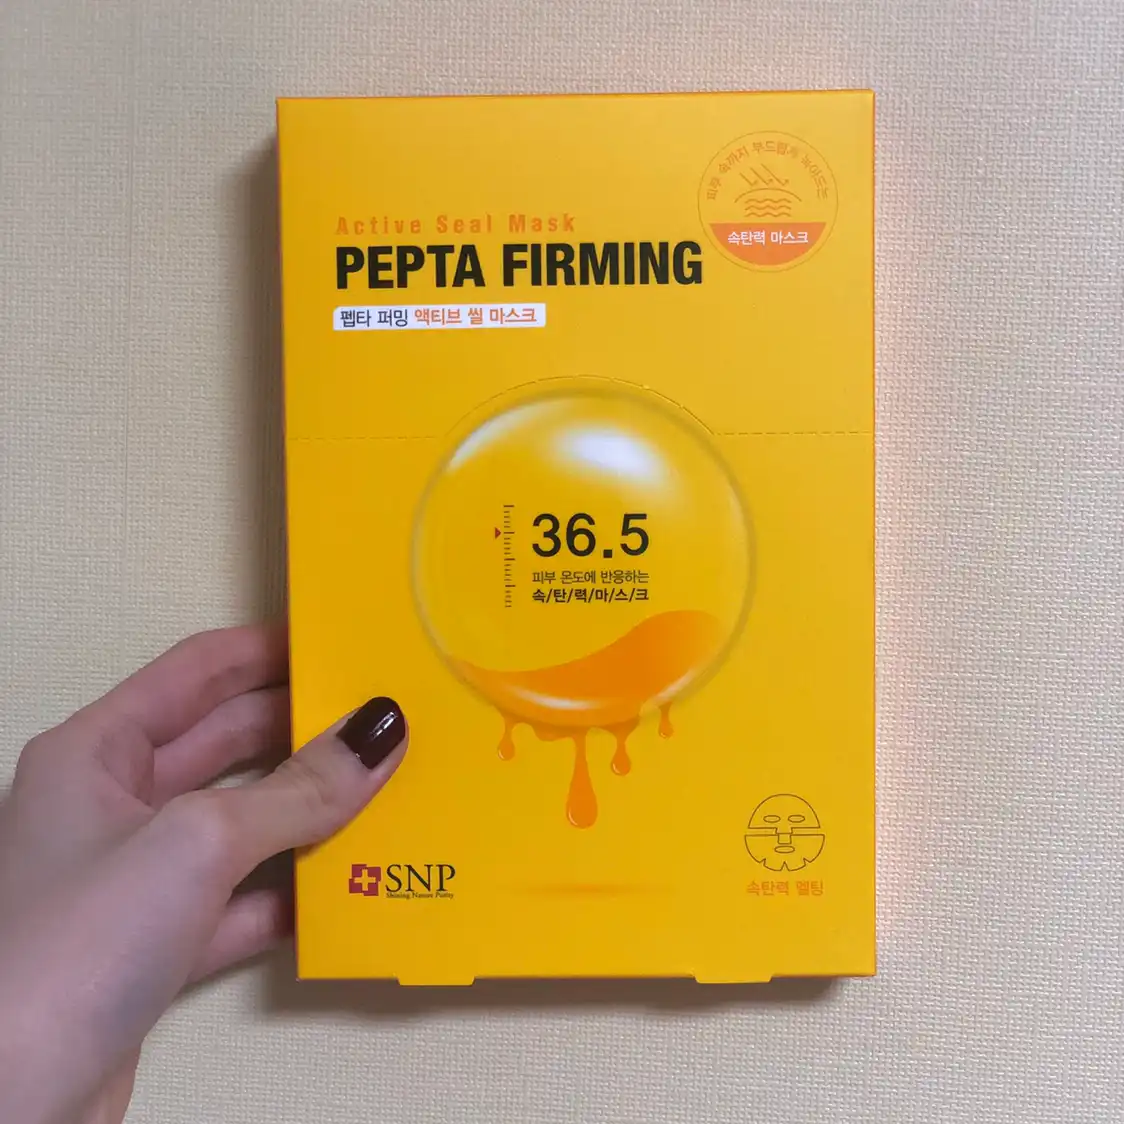 피부 속까지 부드럽게 녹아드는
속탄력 마스크
Active Seal Mask
PEPTA FIRMING
펩타 퍼밍 액티브 씰 마스크
36.5
피부 온도에 반응하는
속/탄/력/마/스/크
SNP
Shining Nature Purity
속탄력 멜팅